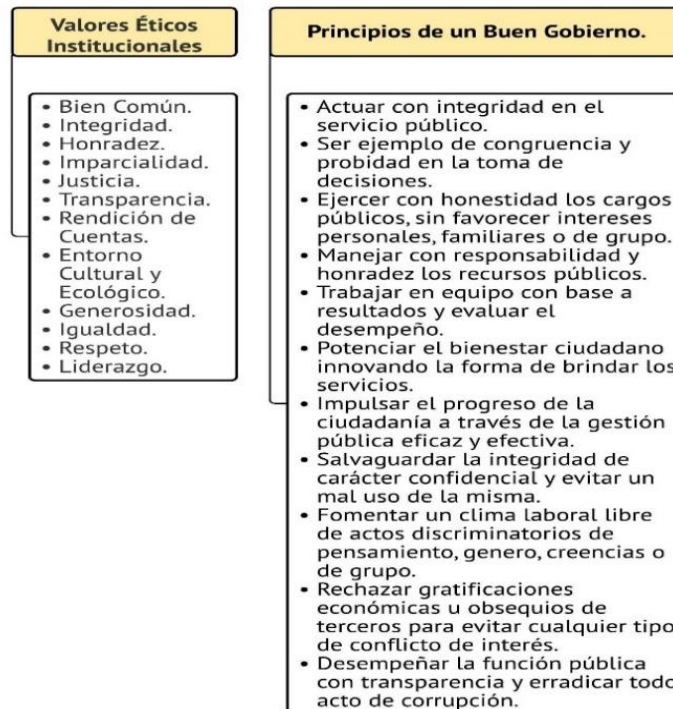 Valores Éticos
Institucionales
• Bien Común.
• Integridad.
• Honradez.
• Imparcialidad.
• Justicia.
• Transparencia.
• Rendición de
Cuentas.
• Entorno
Cultural y
Ecológico.
• Generosidad.
• Igualdad.
• Respeto.
• Liderazgo.
Principios de un Buen Gobierno.
• Actuar con integridad en el
servicio público.
• Ser ejemplo de congruencia y
probidad en la toma de
decisiones.
• Ejercer con honestidad los cargos
públicos, sin favorecer intereses
personales, familiares o de grupo.
• Manejar con responsabilidad y
honradez los recursos públicos.
• Trabajar en equipo con base a
resultados y evaluar el
desempeño.
• Potenciar el bienestar ciudadano
innovando la forma de brindar los
servicios.
• Impulsar el progreso de la
ciudadanía a través de la gestión
pública eficaz y efectiva.
• Salvaguardar la integridad de
carácter confidencial y evitar un
mal uso de la misma.
• Fomentar un clima laboral libre
de actos discriminatorios de
pensamiento, genero, creencias o
de grupo.
• Rechazar gratificaciones
económicas u obsequios de
terceros para evitar cualquier tipo
de conflicto de interés.
• Desempeñar la función pública
con transparencia y erradicar todo
acto de corrupción.